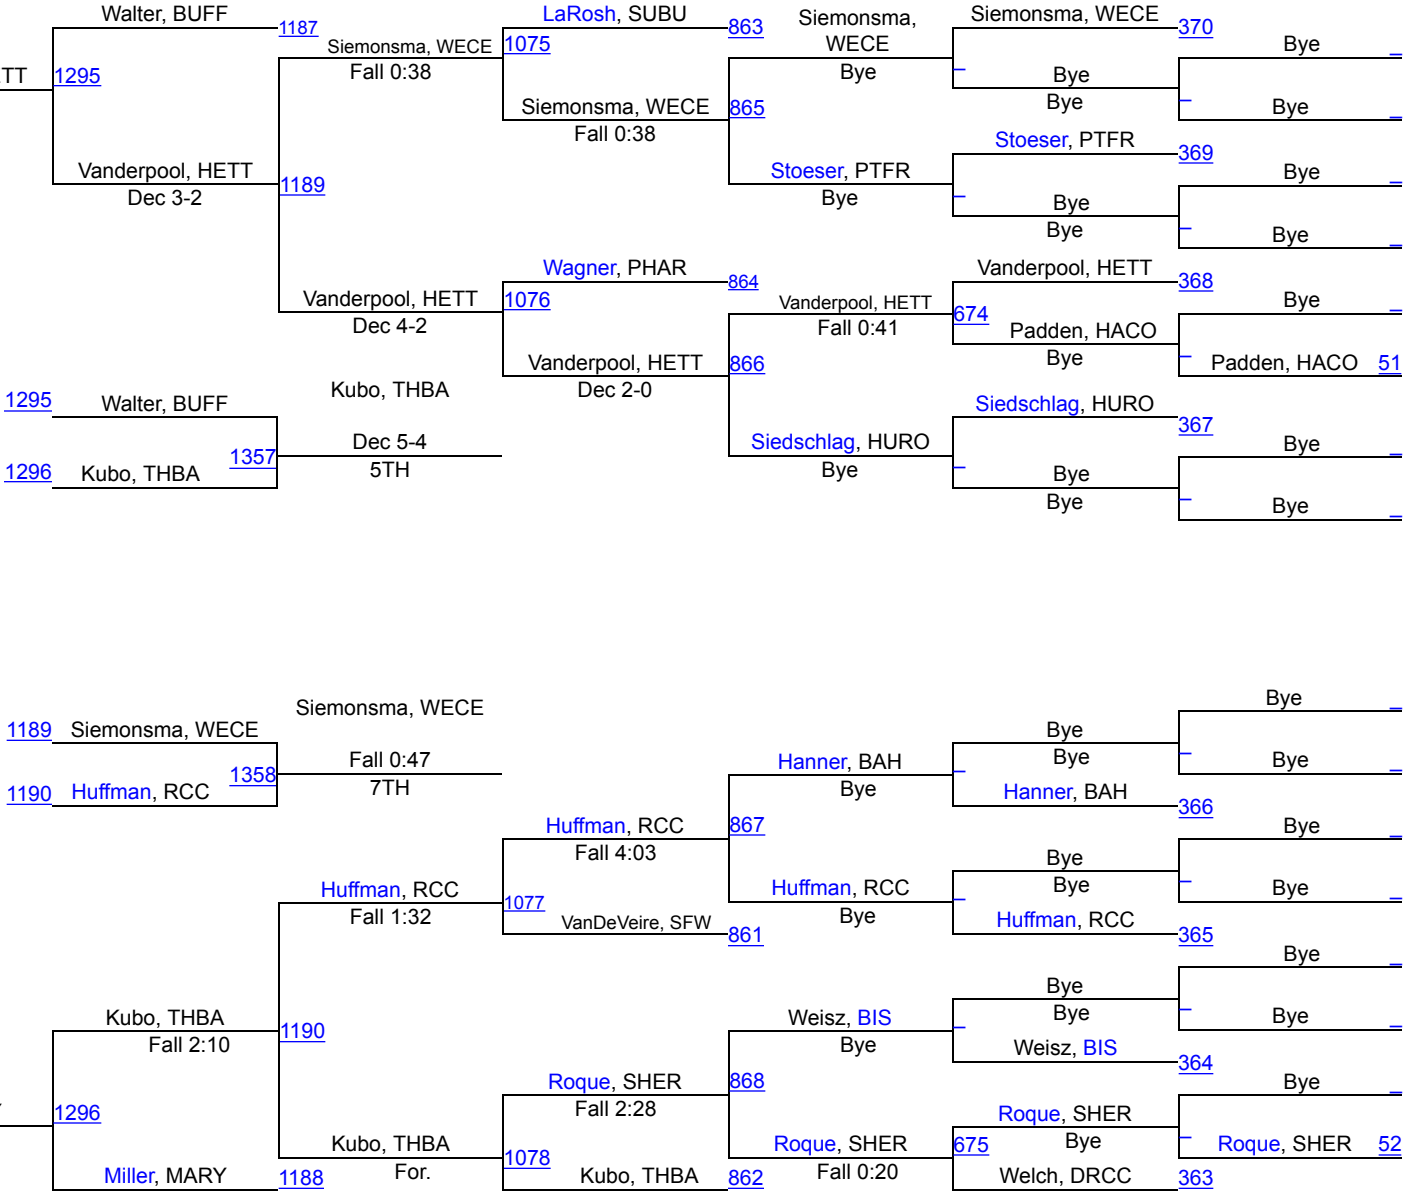 Walter, BUFF
1187
LaRosh, SUBU
863
Siemonsma,
WECE
Siemonsma, WECE
370
Bye
_
Siemonsma, WECE
1075
Fall 0:38
Bye
_
Bye
Bye
_
Bye
_
TT
1295
Siemonsma, WECE
865
Fall 0:38
Stoeser, PTFR
369
Vanderpool, HETT
Dec 3-2
1189
Stoeser, PTFR
Bye
_
Bye
Bye
Bye
_
_
Bye
_
Wagner, PHAR
864
Vanderpool, HETT
368
Vanderpool, HETT
Dec 4-2
1076
Vanderpool, HETT
Fall 0:41
674
Padden, HACO
Bye
Bye
_
_
Padden, HACO
51
Vanderpool, HETT
Dec 2-0
866
Kubo, THBA
1295
Walter, BUFF
Siedschlag, HURO
367
Dec 5-4
5TH
1357
1296
Kubo, THBA
Siedschlag, HURO
Bye
_
Bye
Bye
Bye
_
_
Bye
_
Bye
_
Siemonsma, WECE
1189
Siemonsma, WECE
Bye
Bye
_
Bye
_
Fall 0:47
7TH
1358
1190
Huffman, RCC
Hanner, BAH
Bye
_
Hanner, BAH
366
Huffman, RCC
Fall 4:03
867
Bye
_
Bye
Bye
_
Bye
_
Huffman, RCC
Fall 1:32
1077
Huffman, RCC
Bye
_
VanDeVeire, SFW
861
Huffman, RCC
365
Bye
_
Bye
Bye
_
Bye
_
Kubo, THBA
Fall 2:10
1190
Weisz, BIS
Bye
_
Weisz, BIS
364
Roque, SHER
Fall 2:28
868
Bye
_
1296
Roque, SHER
Bye
_
Roque, SHER
52
Kubo, THBA
For.
1078
Roque, SHER
Fall 0:20
675
Miller, MARY
1188
Kubo, THBA
862
Welch, DRCC
363